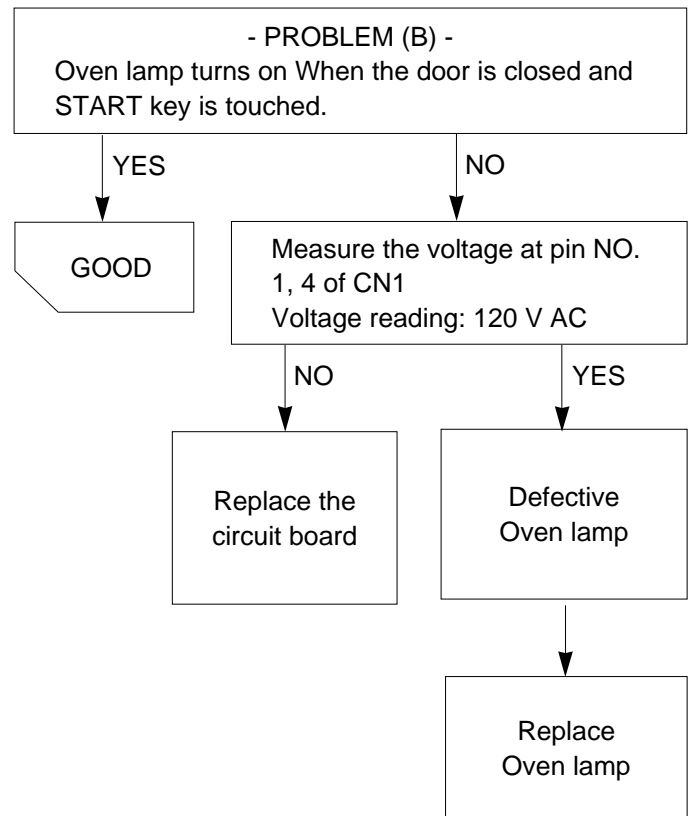 - PROBLEM (B) -
Oven lamp turns on When the door is closed and
START key is touched.
YES
NO
GOOD
Measure the voltage at pin NO.
1, 4 of CN1
Voltage reading: 120 V AC
NO
YES
Replace the
circuit board
Defective
Oven lamp
Replace
Oven lamp